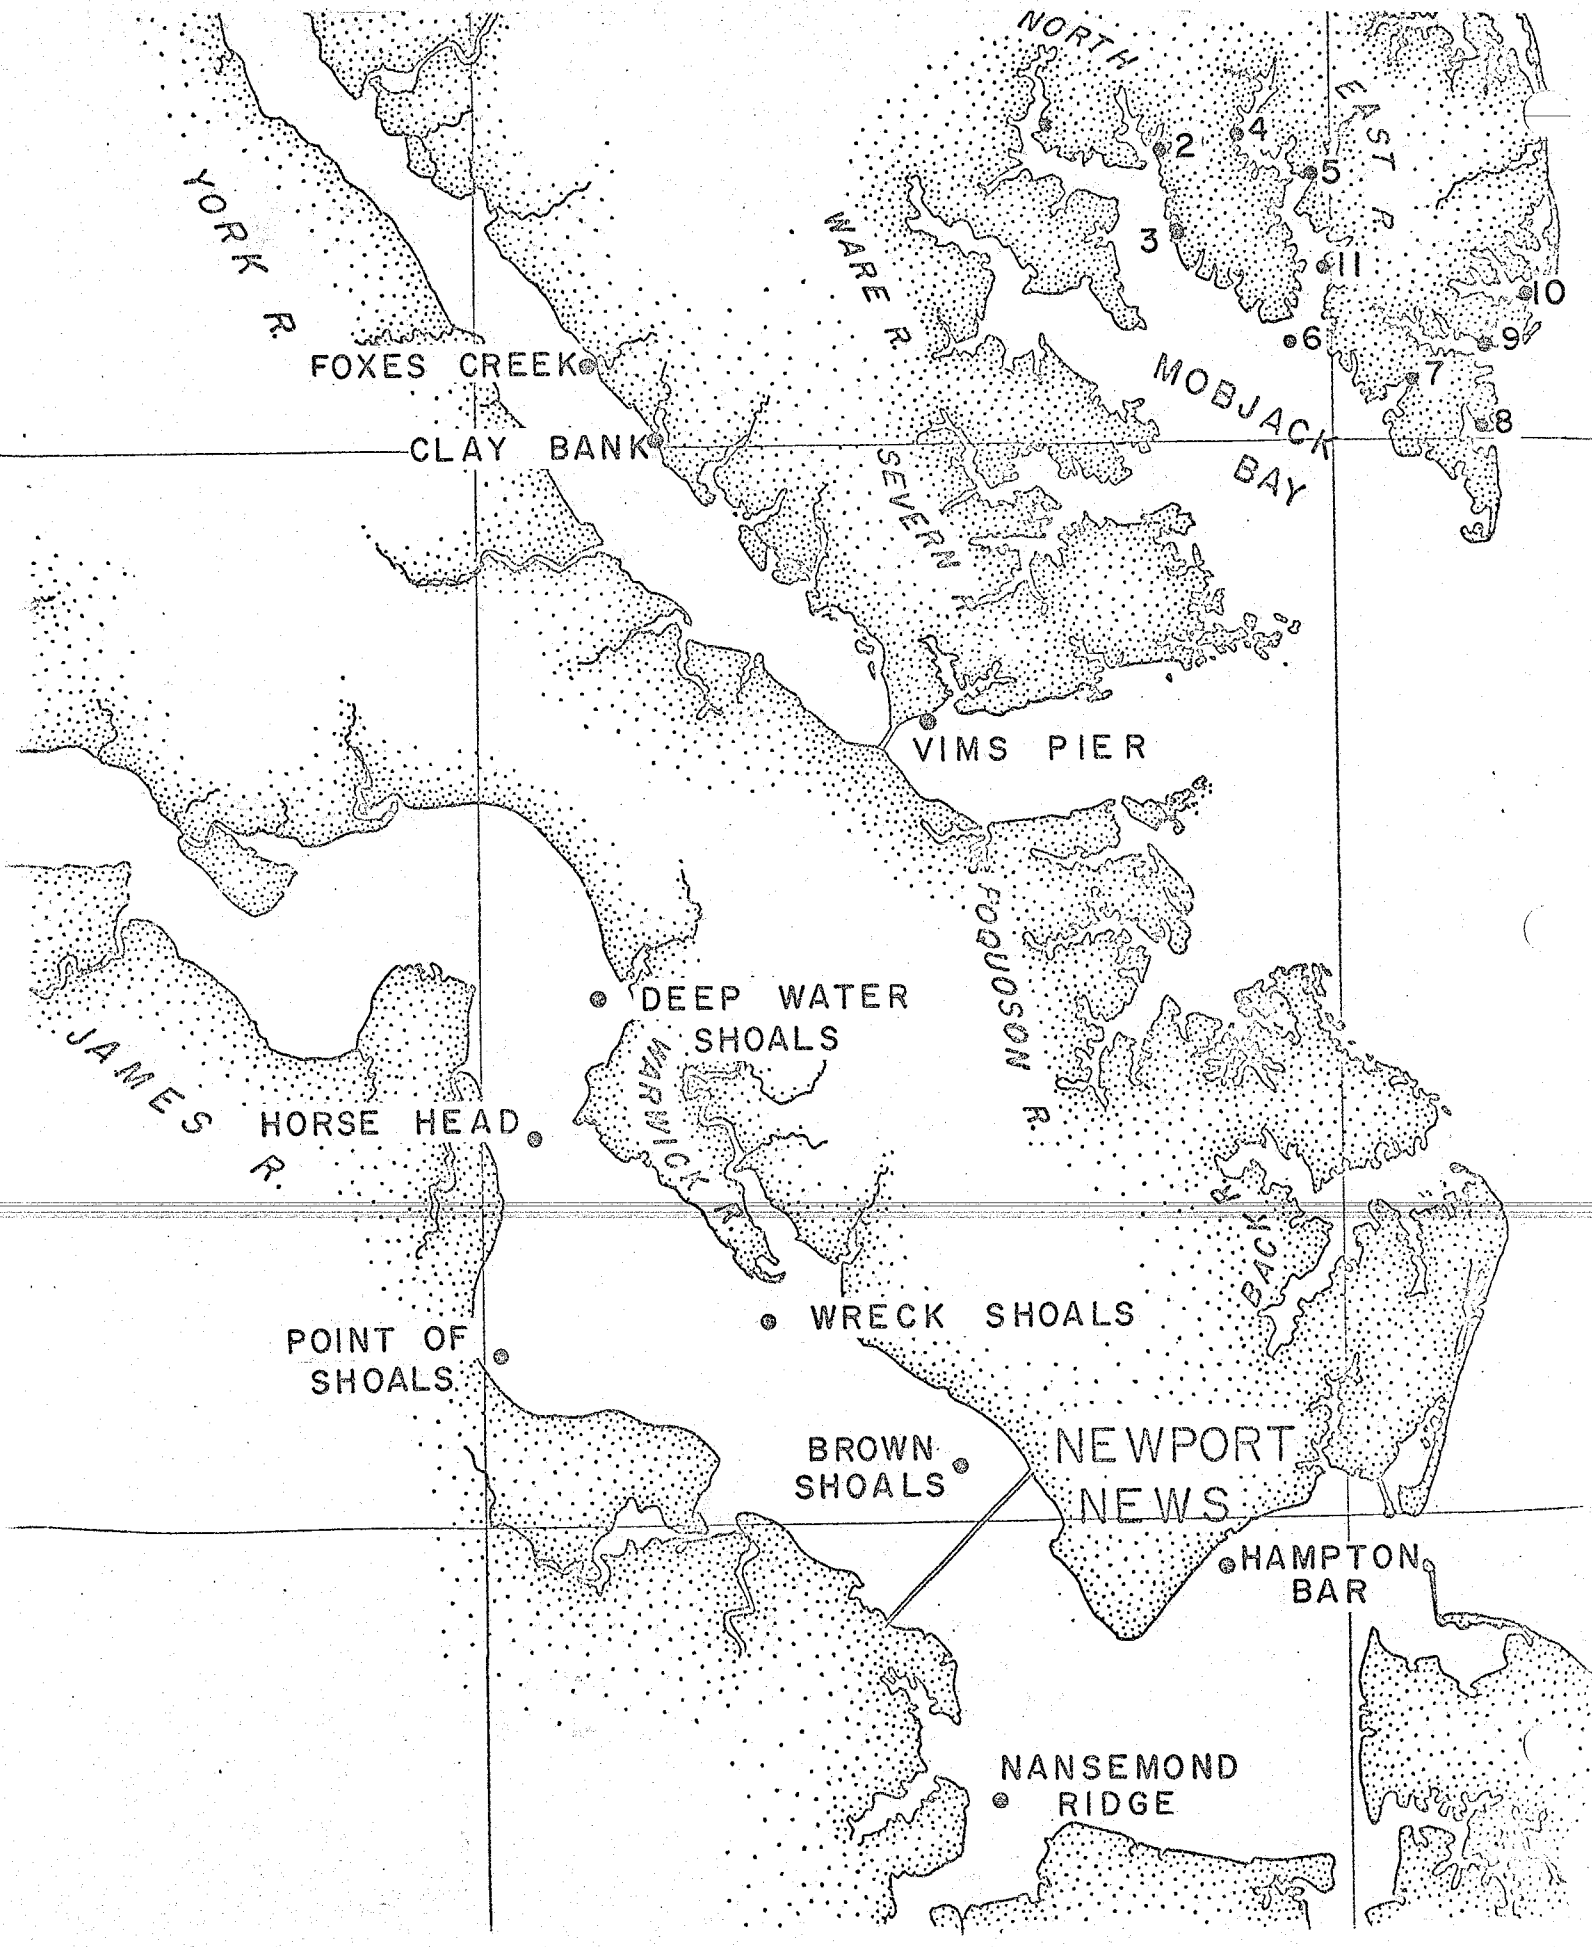 NORTH
EAST R
4
2
5
YORK R.
WARE R
3
11
10
6
9
FOXES CREEK
MOBJACK
BAY
7
8
CLAY BANK
SEVERN R
VIMS PIER
POQUOSON R.
DEEP WATER
SHOALS
JAMES R.
WARWICK R
HORSE HEAD
BACK R
WRECK SHOALS
POINT OF
SHOALS
BROWN
SHOALS
NEWPORT
NEWS
HAMPTON
BAR
NANSEMOND
RIDGE